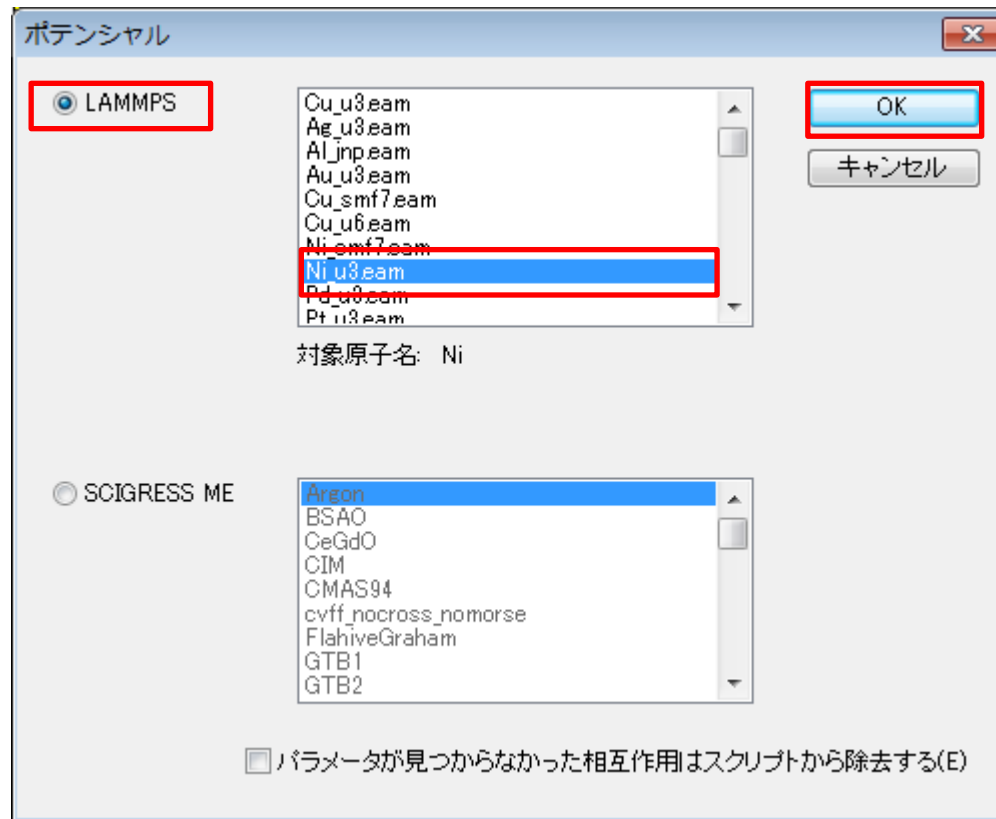 ポテンシャル
LAMMPS
Cu_u3.eam
Ag_u3.eam
Al_jnp.eam
Au_u3.eam
Cu_smf7.eam
Cu_u6.eam
Ni_smf7.eam
Ni_u3.eam
Pd_u3.eam
Pt_u3.eam
OK
キャンセル
対象原子名: Ni
SCIGRESS ME
Argon
BSAO
CeGdO
CIM
CMAS94
cvff_nocross_nomorse
FlahiveGraham
GTB1
GTB2
パラメータが見つからなかった相互作用はスクリプトから除去する(E)